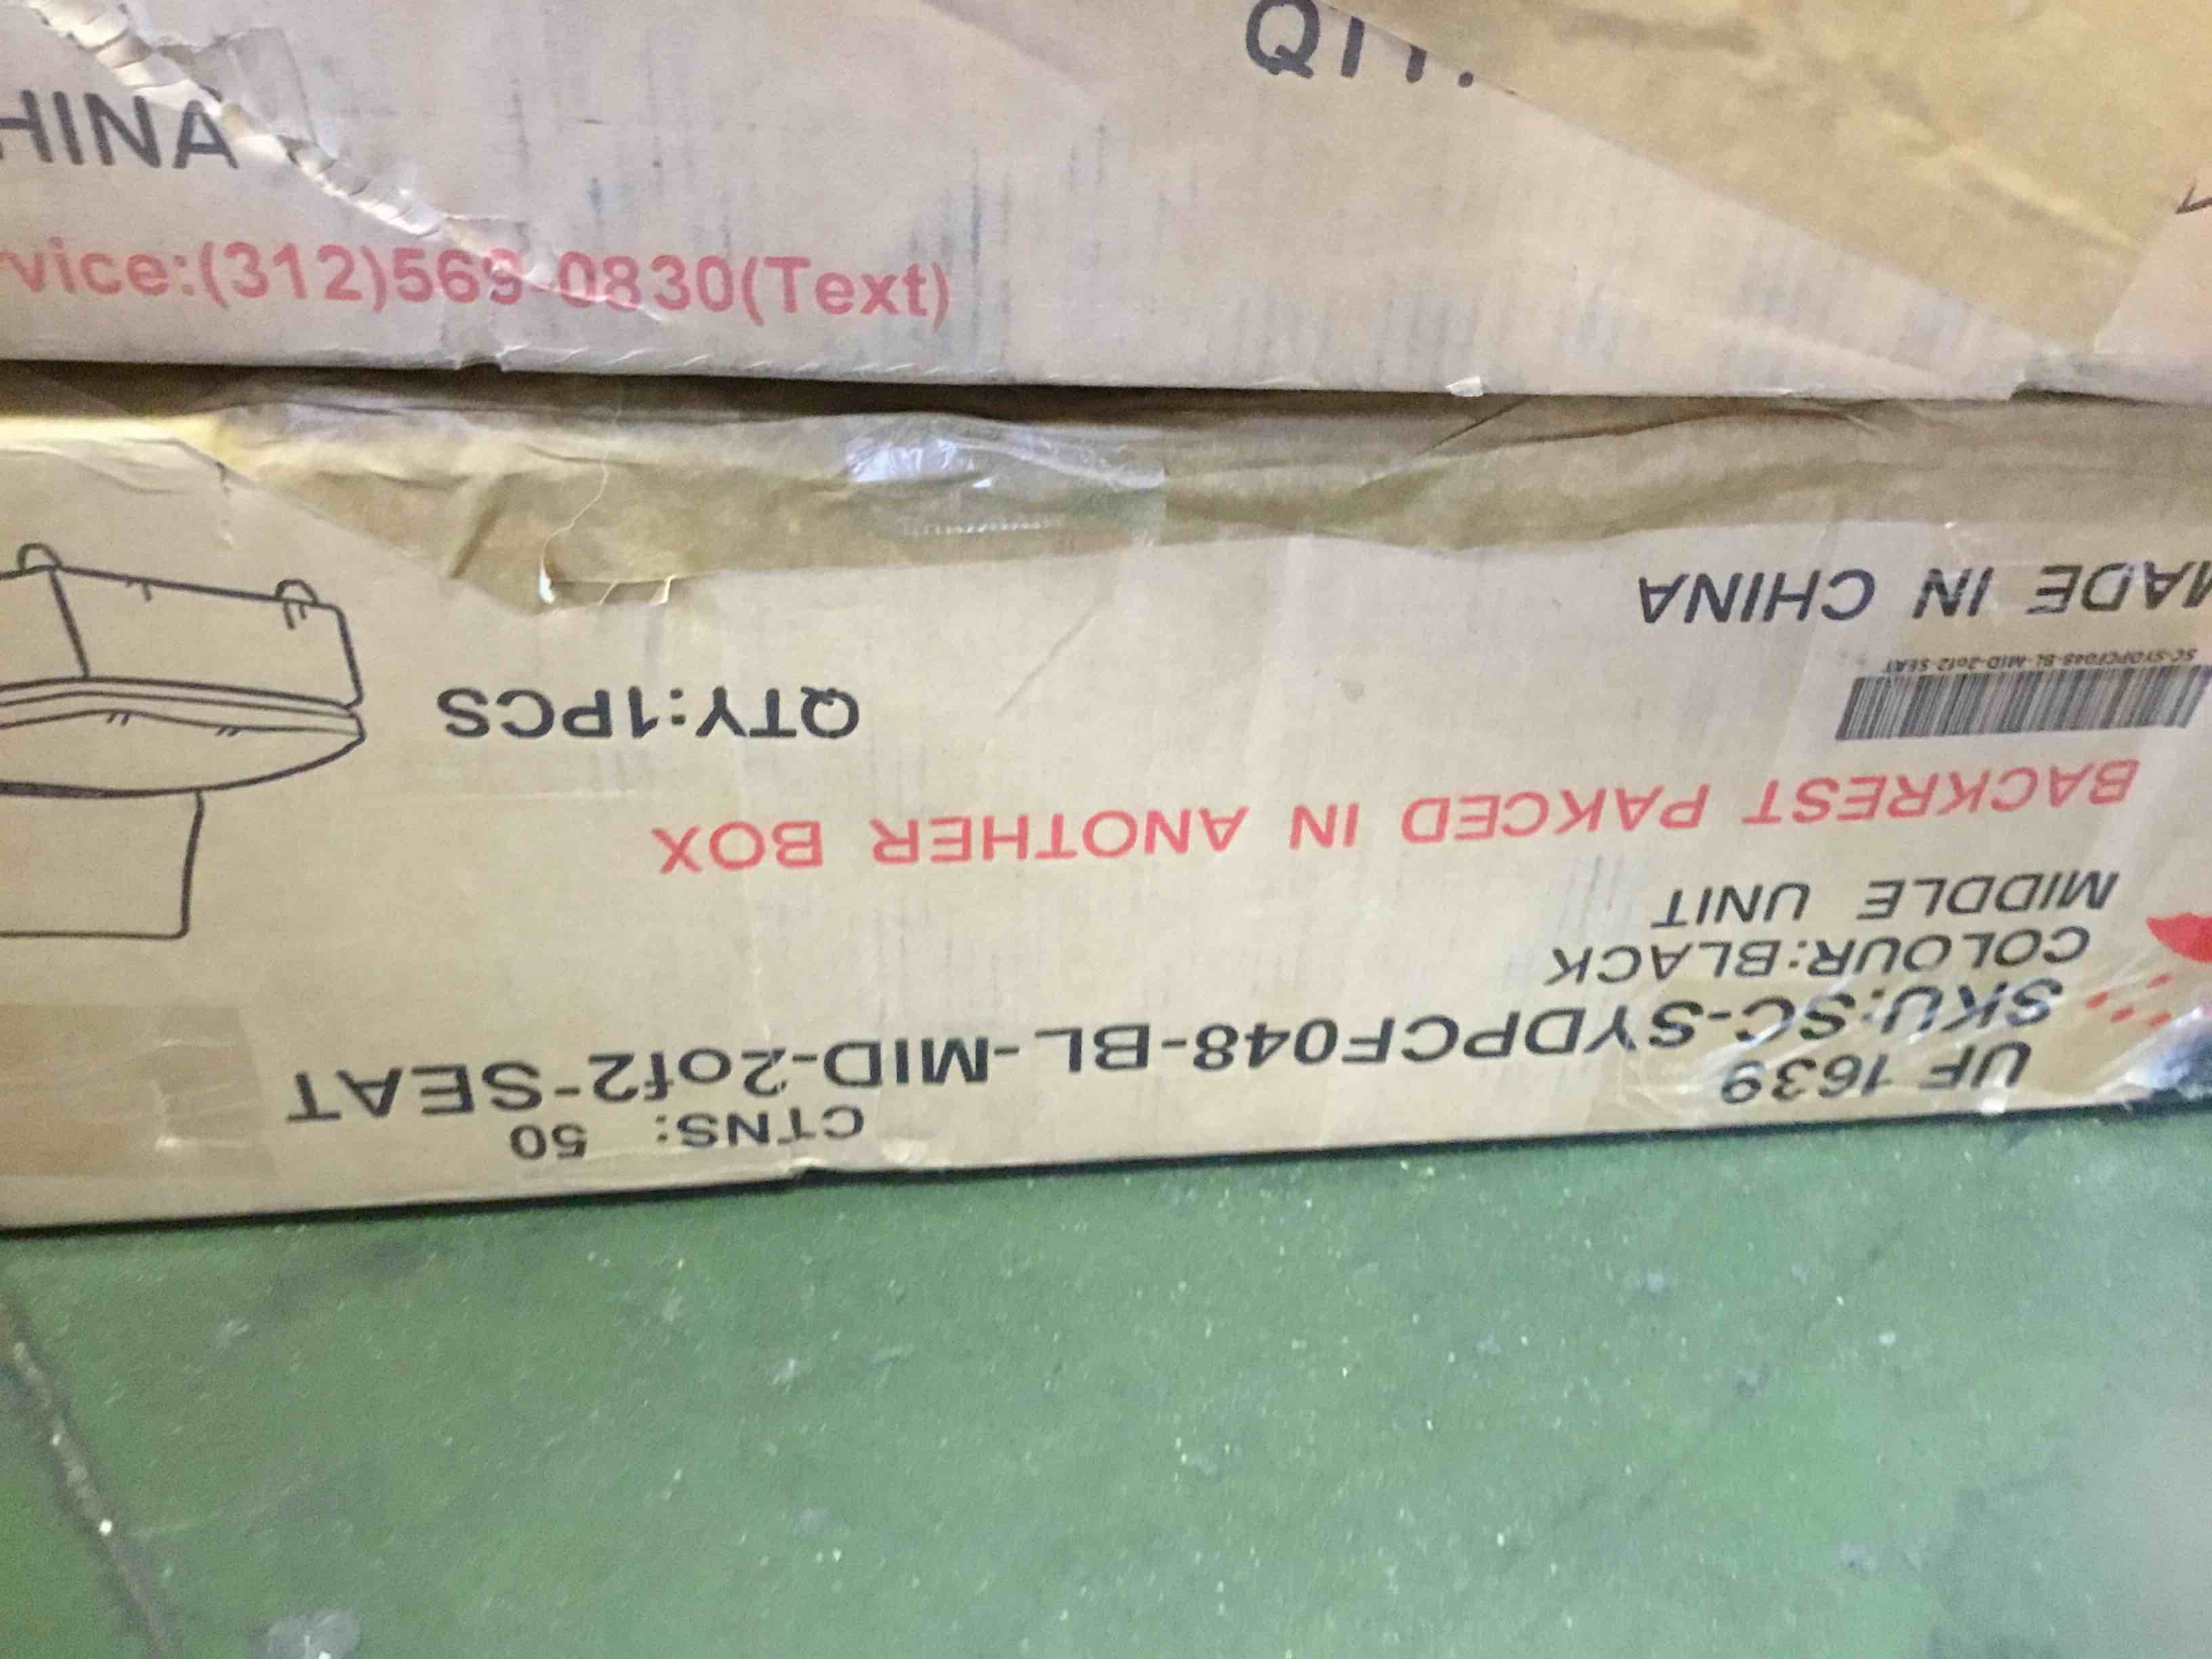 QTY:
HINA
vice:(312)569-0830(Text)
CTNS: 50
UF 1639
SKU:SC-SYDPCF048-BL-MID-2of2-SEAT
COLOUR:BLACK
MIDDLE UNIT
BACKREST PAKCED IN ANOTHER BOX
QTY:1PCS
SC-SYDPCF048-BL-MID-2of2-SEAT
MADE IN CHINA